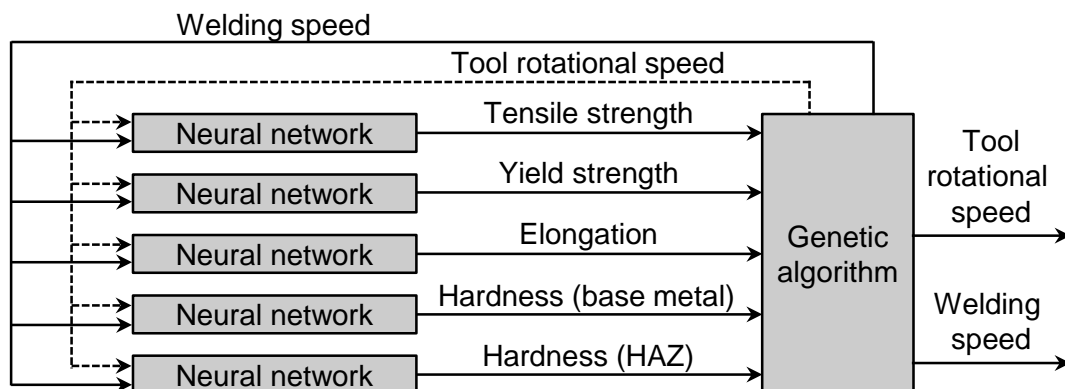 Welding speed
Tool rotational speed
Neural network
Tensile strength
Neural network
Yield strength
Neural network
Elongation
Neural network
Hardness (base metal)
Neural network
Hardness (HAZ)
Genetic
algorithm
Tool
rotational
speed
Welding
speed